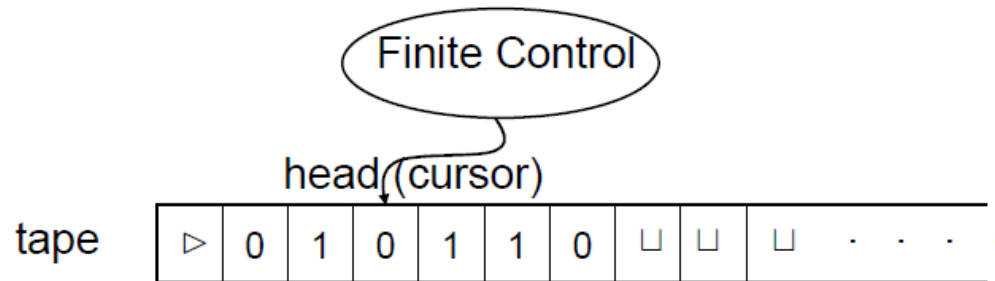 Finite Control
head (cursor)
tape ▷ 0 1 0 1 1 0 ⊔ ⊔ ⊔ . . .